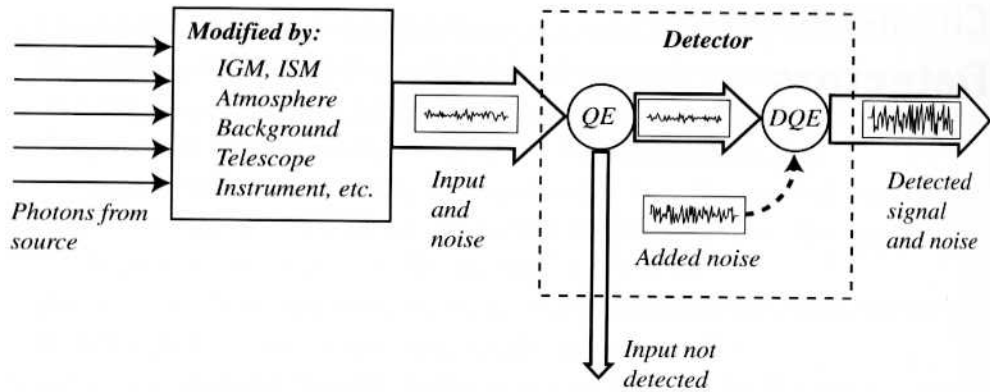 Modified by:
IGM, ISM
Atmosphere
Background
Telescope
Instrument, etc.
Photons from
source
Input
and
noise
Detector
QE
DQE
Added noise
Input not
detected
Detected
signal
and noise